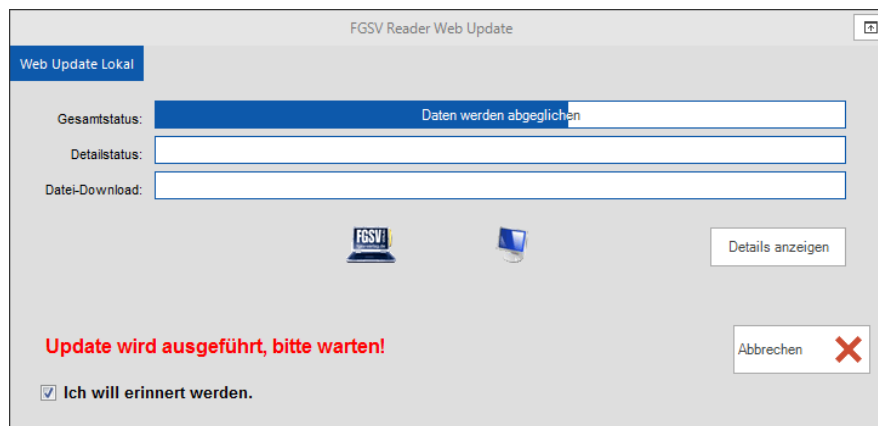 FGSV Reader Web Update
Web Update Lokal
Gesamtstatus: Daten werden abgeglichen
Detailstatus:
Datei-Download:
FGSV
Details anzeigen
Update wird ausgeführt, bitte warten!
Abbrechen
Ich will erinnert werden.